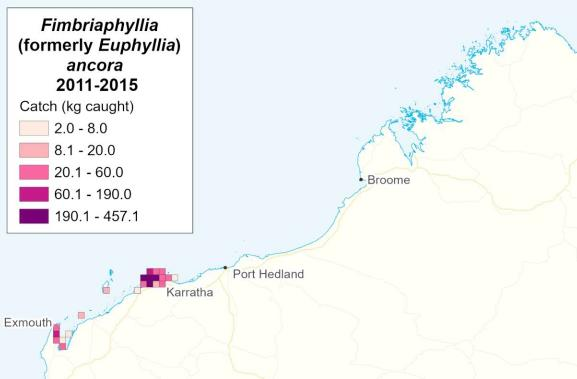 Fimbriaphyllia
(formerly Euphyllia)
ancora
2011-2015
Catch (kg caught)
2.0 - 8.0
8.1 - 20.0
20.1 - 60.0
60.1 - 190.0
190.1 - 457.1
Broome
Port Hedland
Karratha
Exmouth